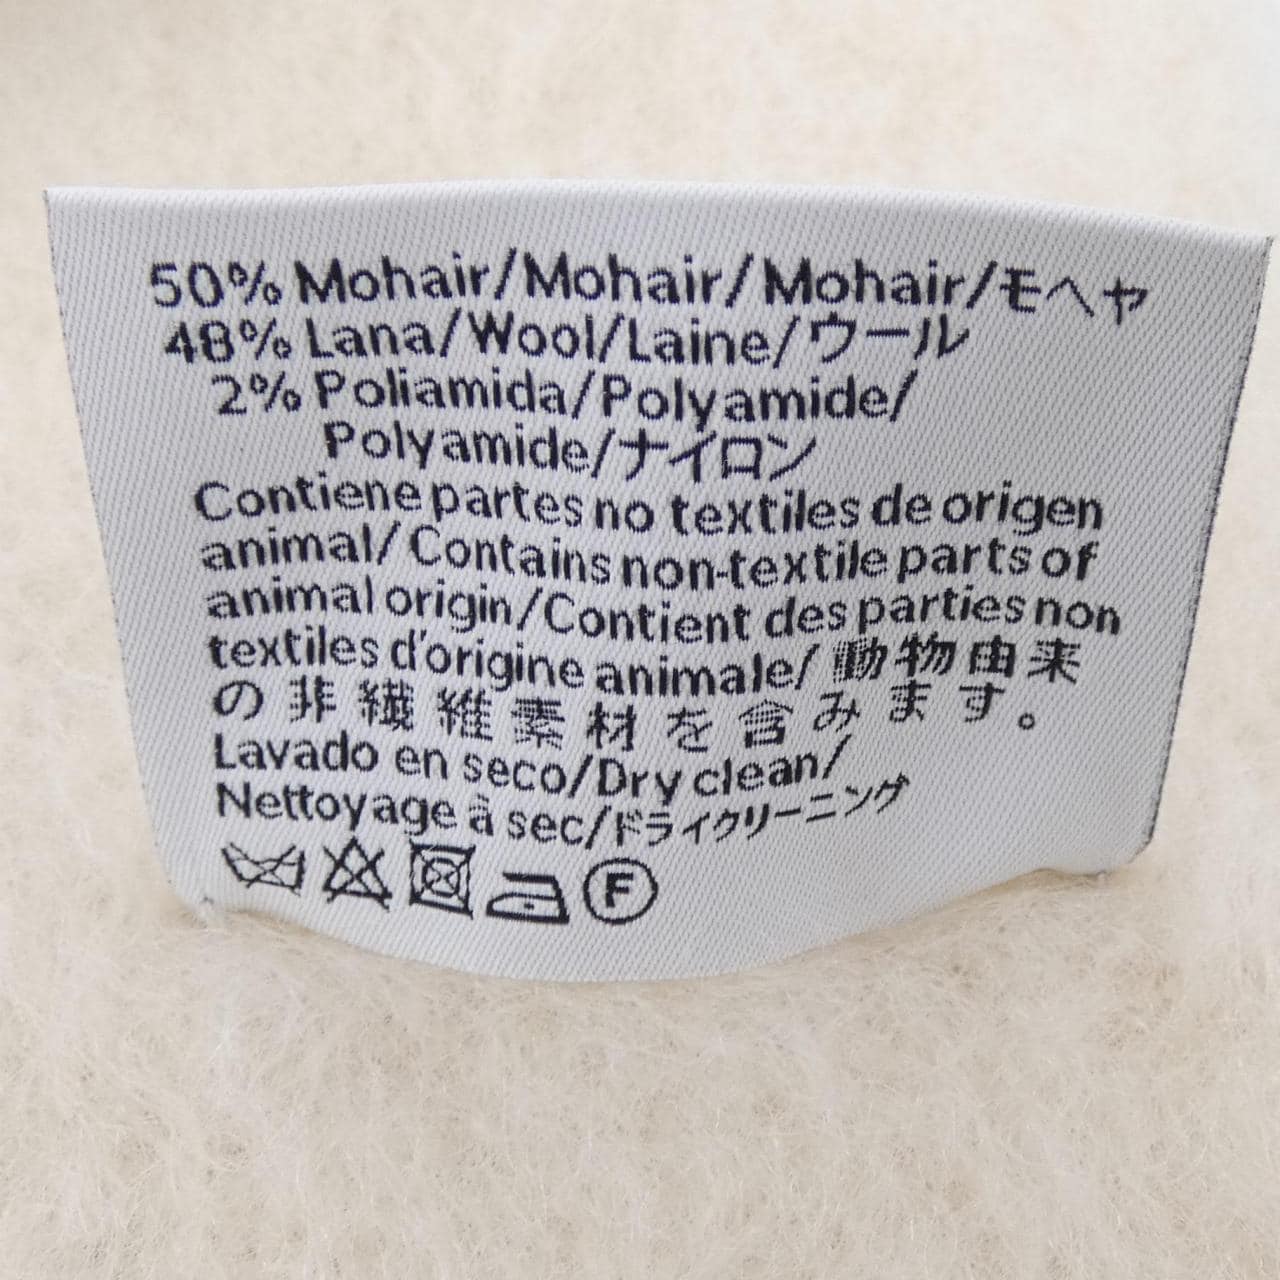 50% Mohair/Mohair/Mohair/モヘヤ
48% Lana/Wool/Laine/ウール
2% Poliamida/Polyamide/
Polyamide/ナイロン
Contiene partes no textiles de origen
animal/Contains non-textile parts of
animal origin/Contient des parties non
textiles d'origine animale/動物由来
の非繊維素材を含みます。
Lavado en seco/Dry clean/
Nettoyage à sec/ドライクリーニング
F